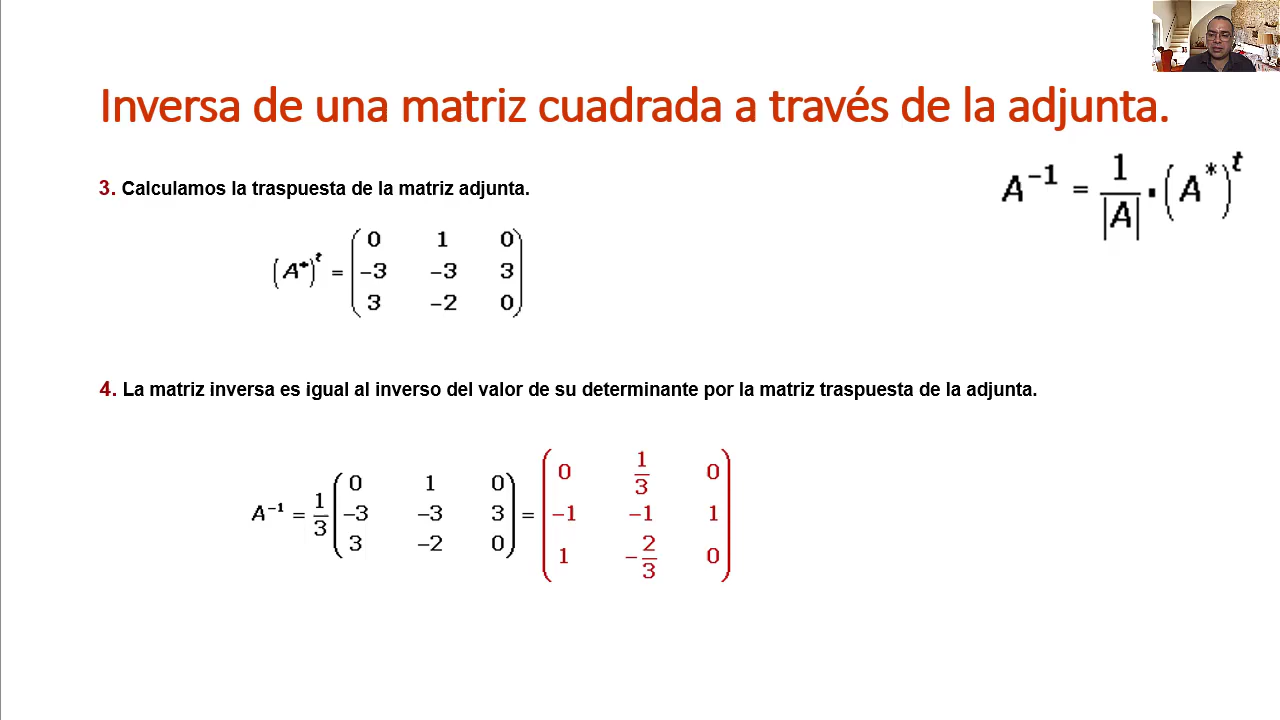 Inversa de una matriz cuadrada a través de la adjunta.
A⁻¹ = 1/|A| · (A*)ᵗ
3. Calculamos la traspuesta de la matriz adjunta.
(A*)ᵗ = ( 0 1 0
-3 -3 3
3 -2 0 )
4. La matriz inversa es igual al inverso del valor de su determinante por la matriz traspuesta de la adjunta.
A⁻¹ = 1/3 ( 0 1 0
-3 -3 3
3 -2 0 ) = ( 0 1/3 0
-1 -1 1
1 -2/3 0 )